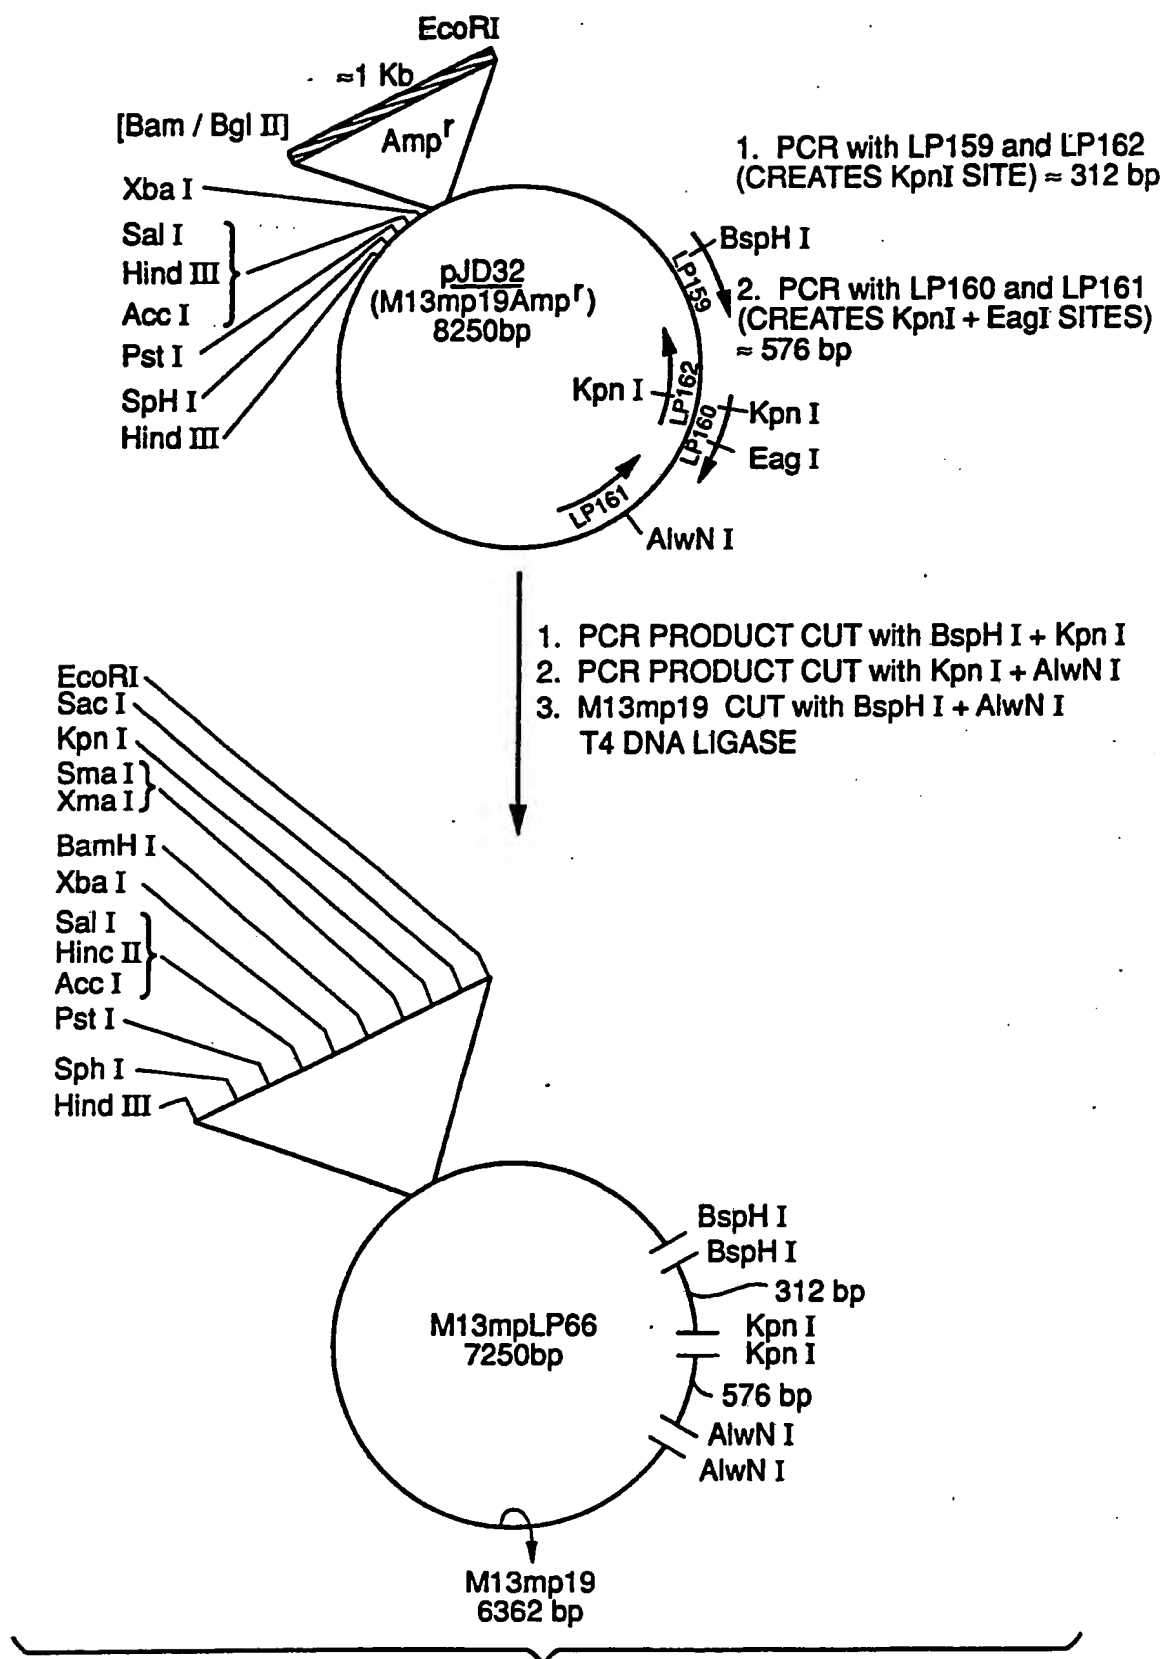 EcoRI
≈1 Kb
[Bam / Bgl II]
Ampʳ
Xba I
Sal I
Hind III
Acc I
Pst I
SpH I
Hind III
pJD32
(M13mp19Ampʳ)
8250bp
1. PCR with LP159 and LP162
(CREATES KpnI SITE) ≈ 312 bp
BspH I
LP159
2. PCR with LP160 and LP161
(CREATES KpnI + EagI SITES)
≈ 576 bp
Kpn I
LP162
LP160
Kpn I
Eag I
LP161
AlwN I
1. PCR PRODUCT CUT with BspH I + Kpn I
2. PCR PRODUCT CUT with Kpn I + AlwN I
3. M13mp19 CUT with BspH I + AlwN I
T4 DNA LIGASE
EcoRI
Sac I
Kpn I
Sma I
Xma I
BamH I
Xba I
Sal I
Hinc II
Acc I
Pst I
Sph I
Hind III
M13mpLP66
7250bp
BspH I
BspH I
312 bp
Kpn I
Kpn I
576 bp
AlwN I
AlwN I
M13mp19
6362 bp